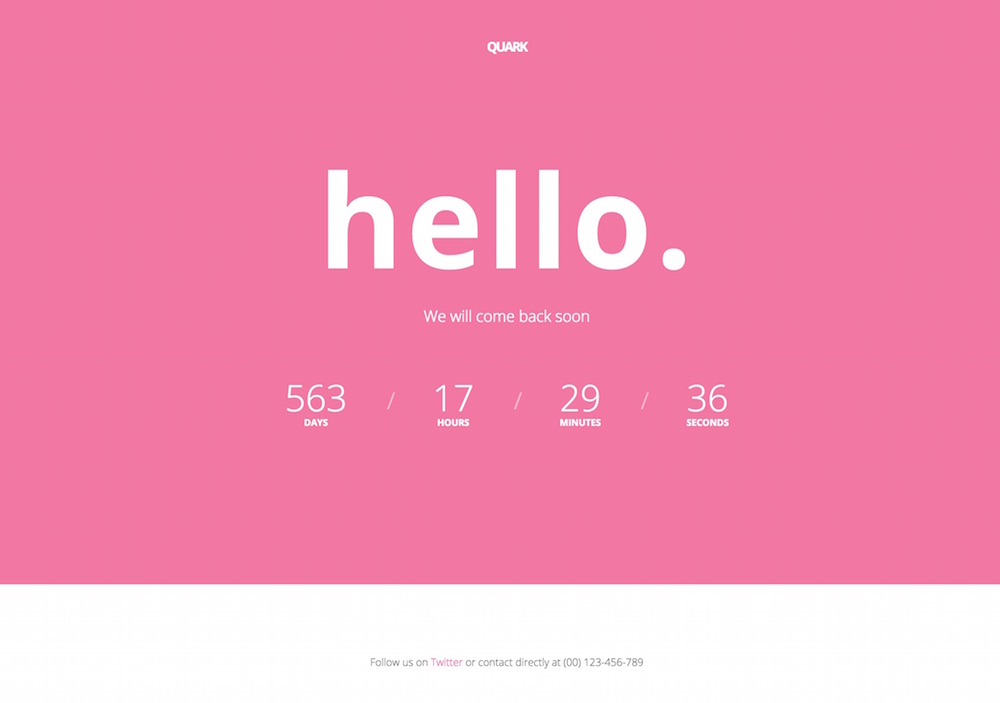 QUARK
hello.
We will come back soon
563 / 17 / 29 / 36
DAYS HOURS MINUTES SECONDS
Follow us on Twitter or contact directly at (00) 123-456-789